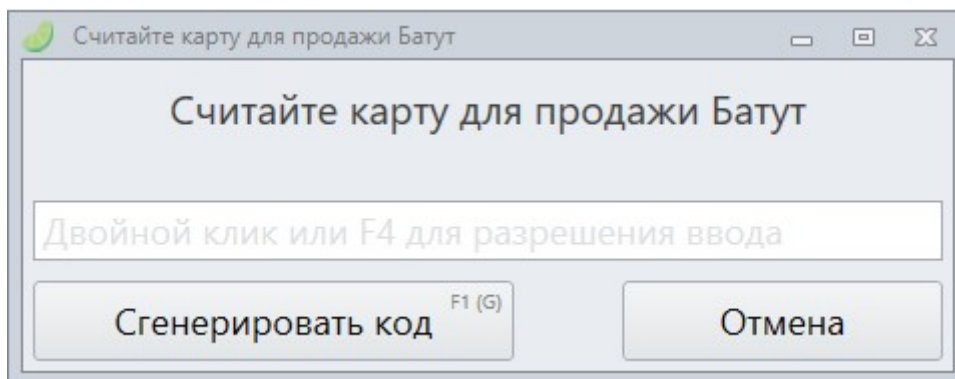 Считайте карту для продажи Батут
Считайте карту для продажи Батут
Двойной клик или F4 для разрешения ввода
Сгенерировать код F1 (G) Отмена